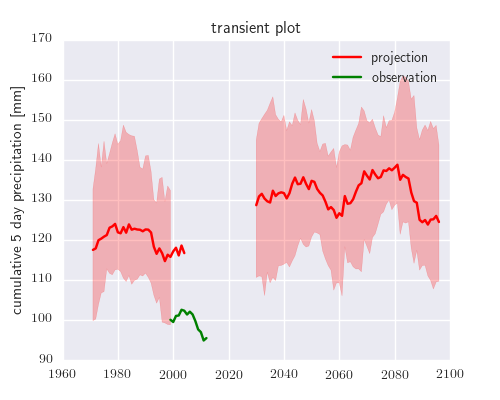 transient plot
projection
observation
cumulative 5 day precipitation [mm]
170
160
150
140
130
120
110
100
90
1960 1980 2000 2020 2040 2060 2080 2100